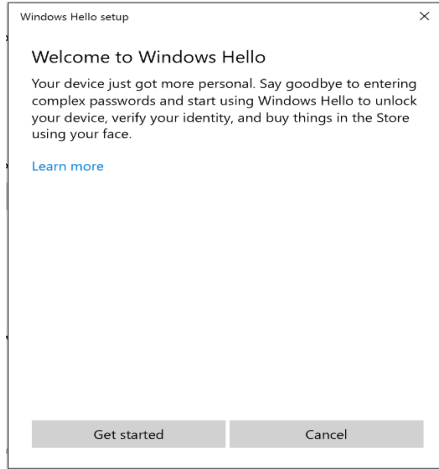 Windows Hello setup
Welcome to Windows Hello
Your device just got more personal. Say goodbye to entering
complex passwords and start using Windows Hello to unlock
your device, verify your identity, and buy things in the Store
using your face.
Learn more
Get started Cancel